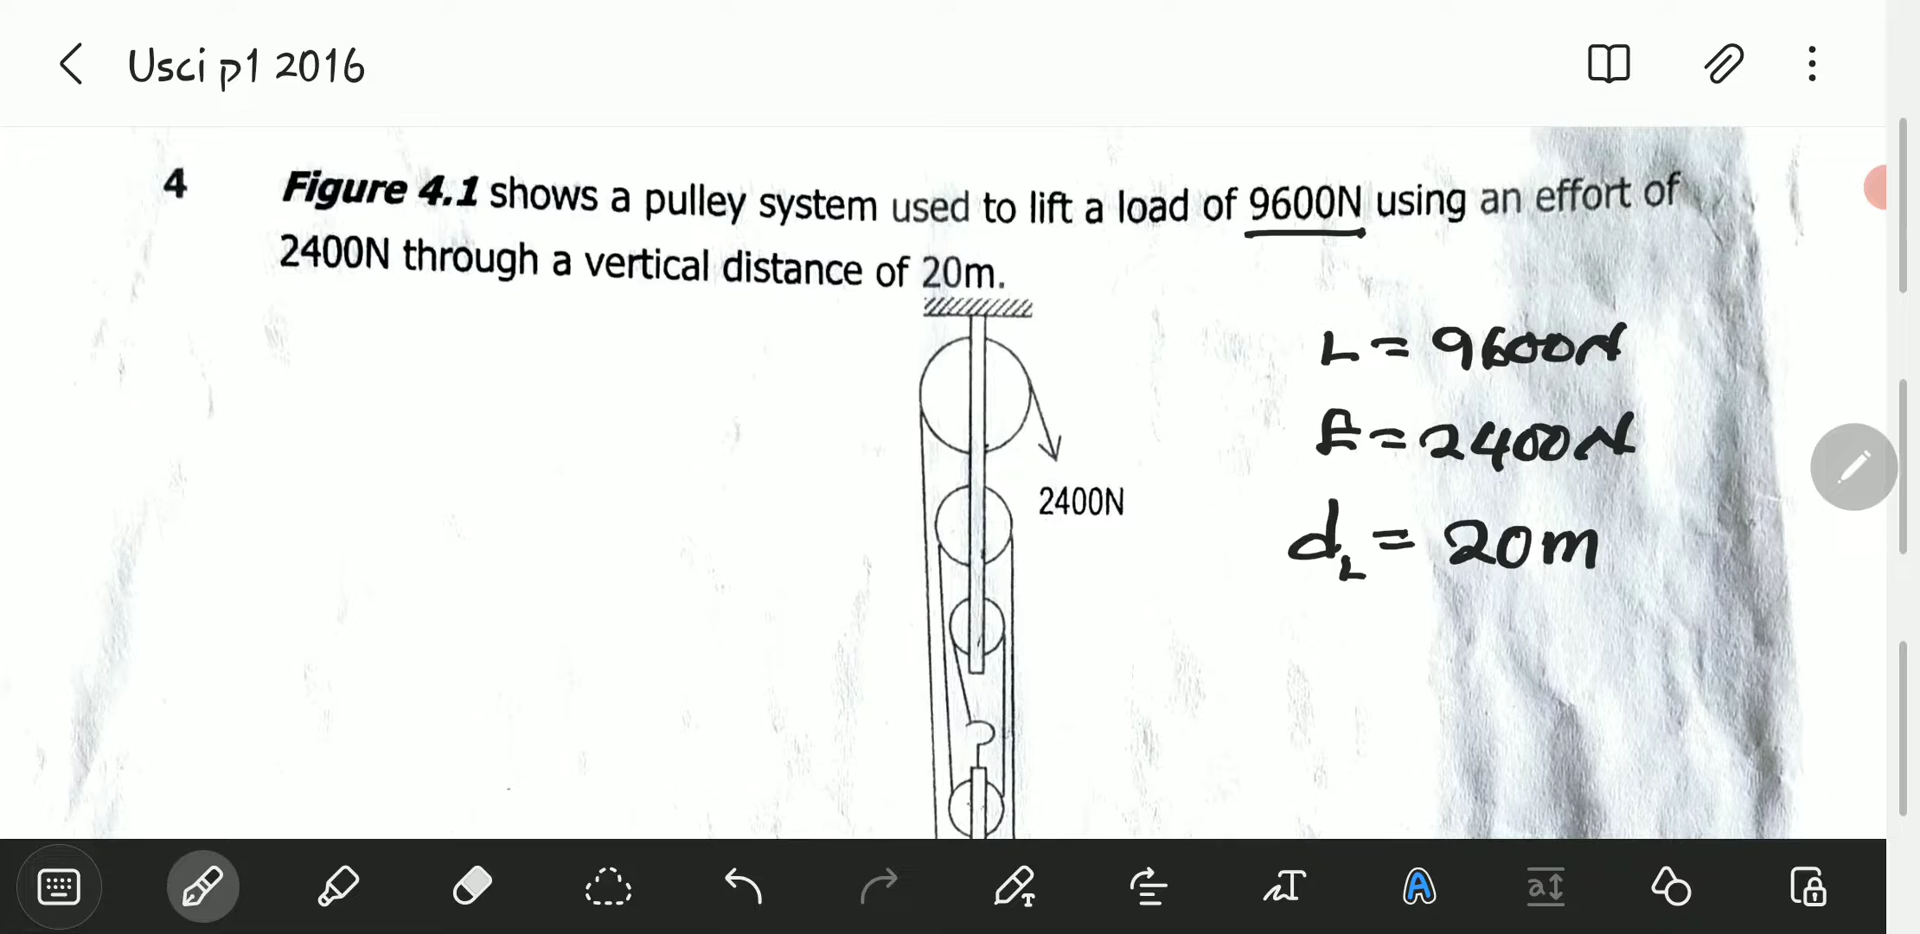 Usci p1 2016
4 Figure 4.1 shows a pulley system used to lift a load of 9600N using an effort of
2400N through a vertical distance of 20m.
L = 9600N
E = 2400N
2400N
dL = 20m
T
T
A
a